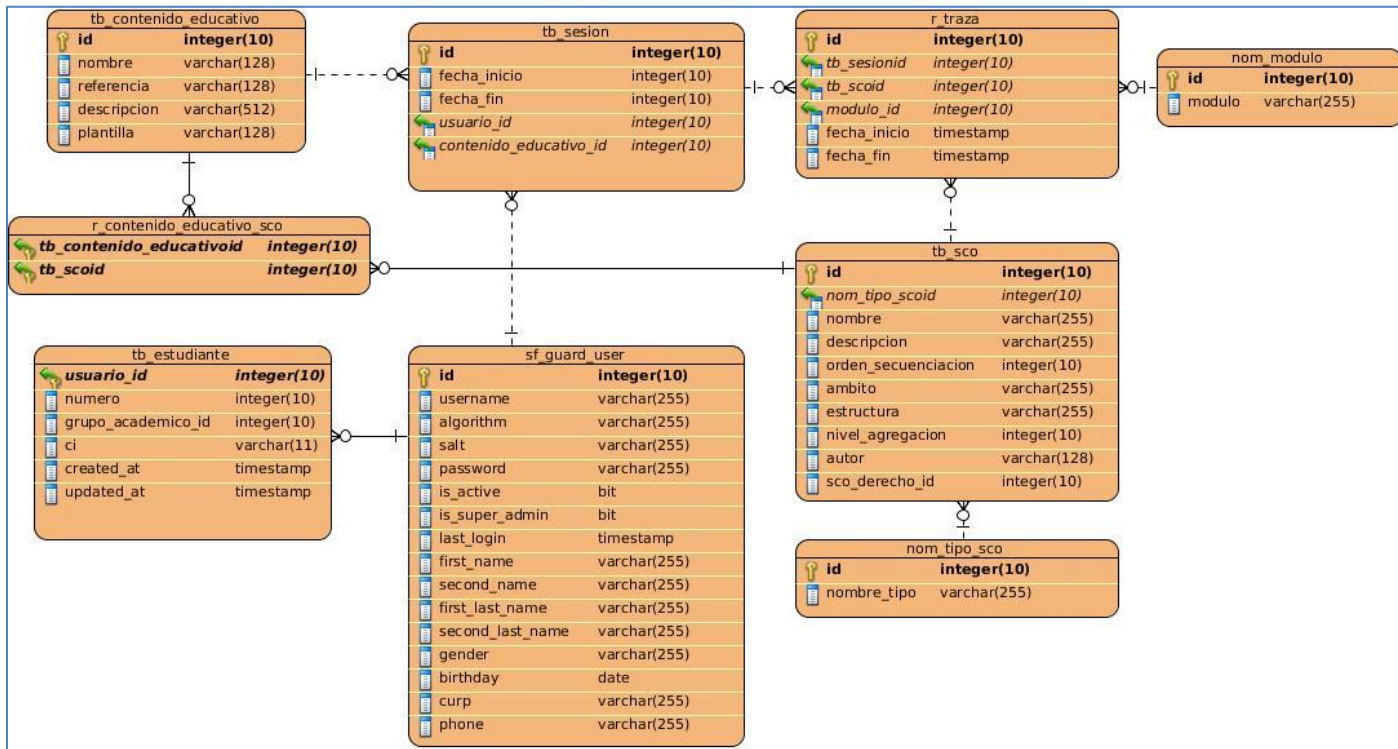 tb_contenido_educativo
id integer(10)
nombre varchar(128)
referencia varchar(128)
descripcion varchar(512)
plantilla varchar(128)
tb_sesion
id integer(10)
fecha_inicio integer(10)
fecha_fin integer(10)
usuario_id integer(10)
contenido_educativo_id integer(10)
r_traza
id integer(10)
tb_sesionid integer(10)
tb_scoid integer(10)
modulo_id integer(10)
fecha_inicio timestamp
fecha_fin timestamp
nom_modulo
id integer(10)
modulo varchar(255)
r_contenido_educativo_sco
tb_contenido_educativoid integer(10)
tb_scoid integer(10)
tb_sco
id integer(10)
nom_tipo_scoid integer(10)
nombre varchar(255)
descripcion varchar(255)
orden_secuenciacion integer(10)
ambito varchar(255)
estructura varchar(255)
nivel_agregacion integer(10)
autor varchar(128)
sco_derecho_id integer(10)
tb_estudiante
usuario_id integer(10)
numero integer(10)
grupo_academico_id integer(10)
ci varchar(11)
created_at timestamp
updated_at timestamp
sf_guard_user
id integer(10)
username varchar(255)
algorithm varchar(255)
salt varchar(255)
password varchar(255)
is_active bit
is_super_admin bit
last_login timestamp
first_name varchar(255)
second_name varchar(255)
first_last_name varchar(255)
second_last_name varchar(255)
gender varchar(255)
birthday date
curp varchar(255)
phone varchar(255)
nom_tipo_sco
id integer(10)
nombre_tipo varchar(255)